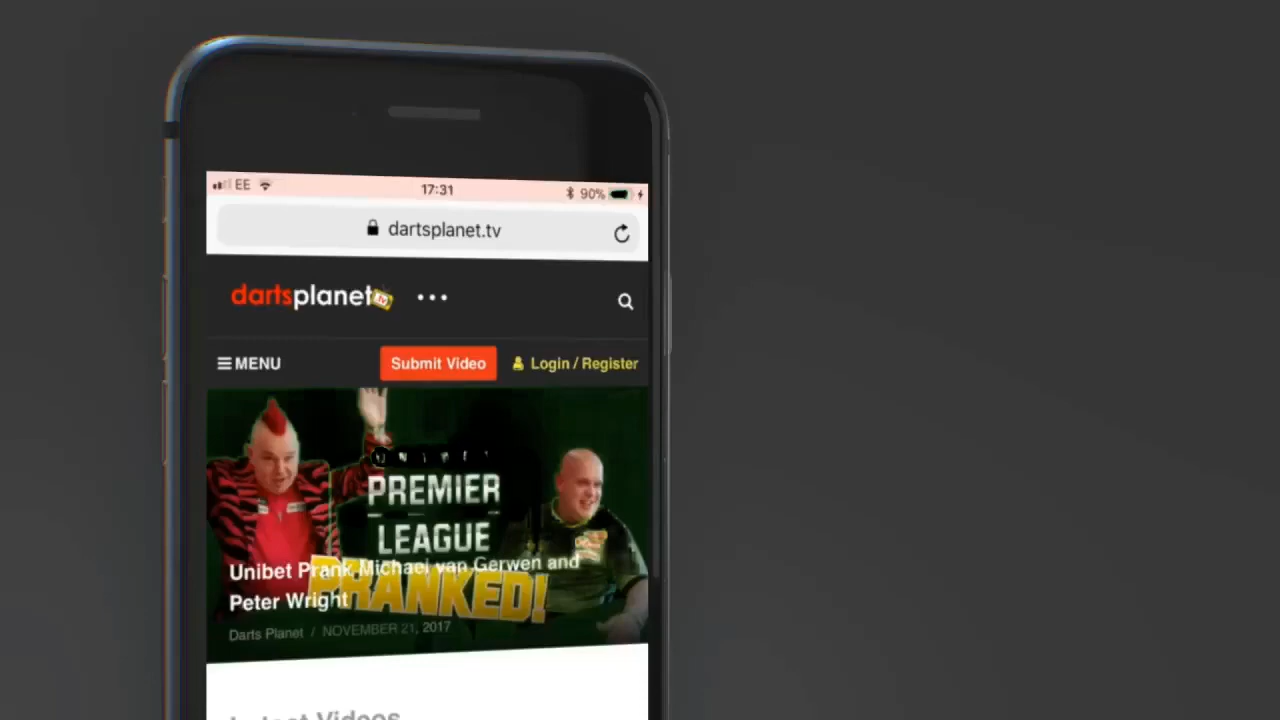 EE 17:31 90%
dartsplanet.tv
dartsplanet tv •••
MENU Submit Video Login / Register
PREMIER
LEAGUE
PRANKED!
Unibet Prank Michael van Gerwen and
Peter Wright
Darts Planet / NOVEMBER 21, 2017
Latest Videos